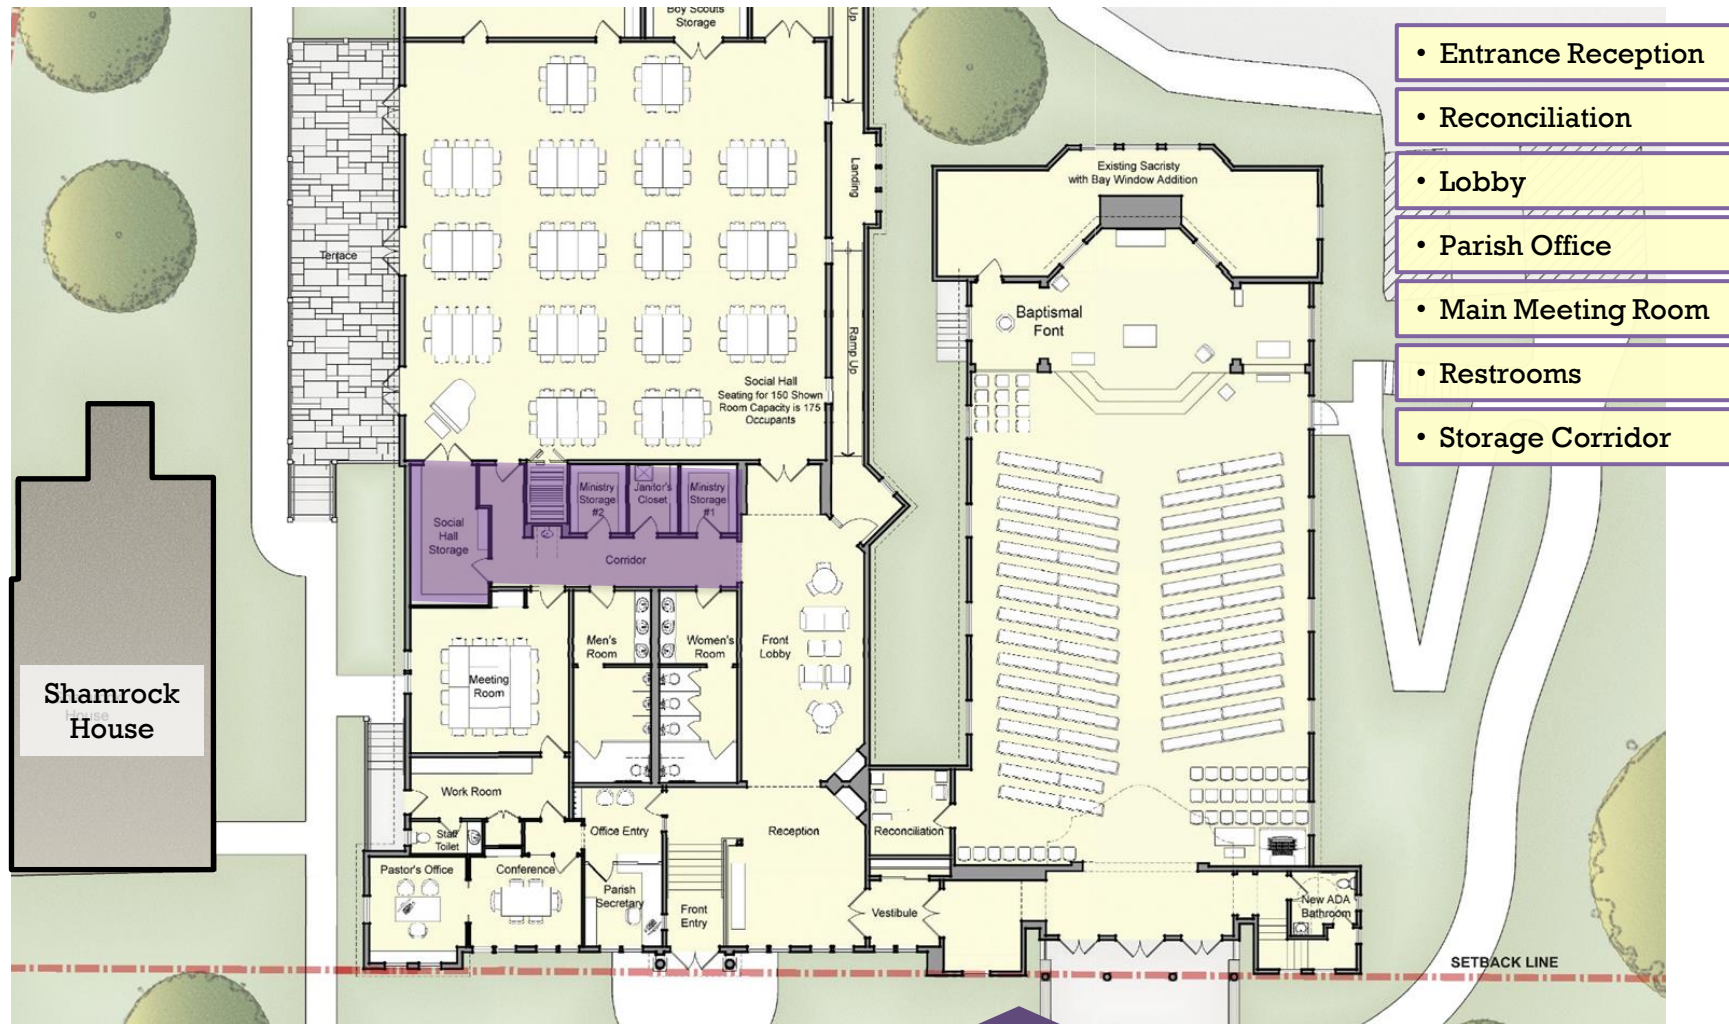 Boy Scouts
Storage
Up
Landing
Terrace
Ramp Up
Social Hall
Seating for 150 Shown
Room Capacity is 175
Occupants
Existing Sacristy
with Bay Window Addition
Baptismal
Font
• Entrance Reception
• Reconciliation
• Lobby
• Parish Office
• Main Meeting Room
• Restrooms
• Storage Corridor
Social
Hall
Storage
Ministry
Storage
#2
Janitor's
Closet
Ministry
Storage
#1
Corridor
Shamrock
House
House
Meeting
Room
Men's
Room
Women's
Room
Front
Lobby
Work Room
Staff
Toilet
Office Entry
Reception
Reconciliation
Pastor's Office
Conference
Parish
Secretary
Front
Entry
Vestibule
New ADA
Bathroom
SETBACK LINE